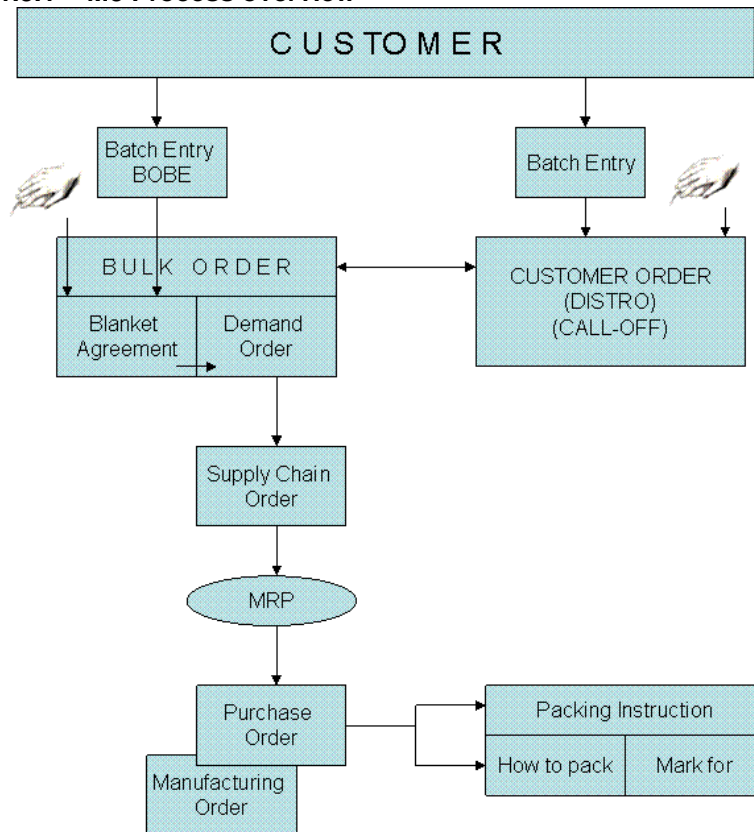 CUSTOMER
Batch Entry
BOBE
Batch Entry
BULK ORDER
Blanket
Agreement
Demand
Order
CUSTOMER ORDER
(DISTRO)
(CALL-OFF)
Supply Chain
Order
MRP
Purchase
Order
Manufacturing
Order
Packing Instruction
How to pack
Mark for